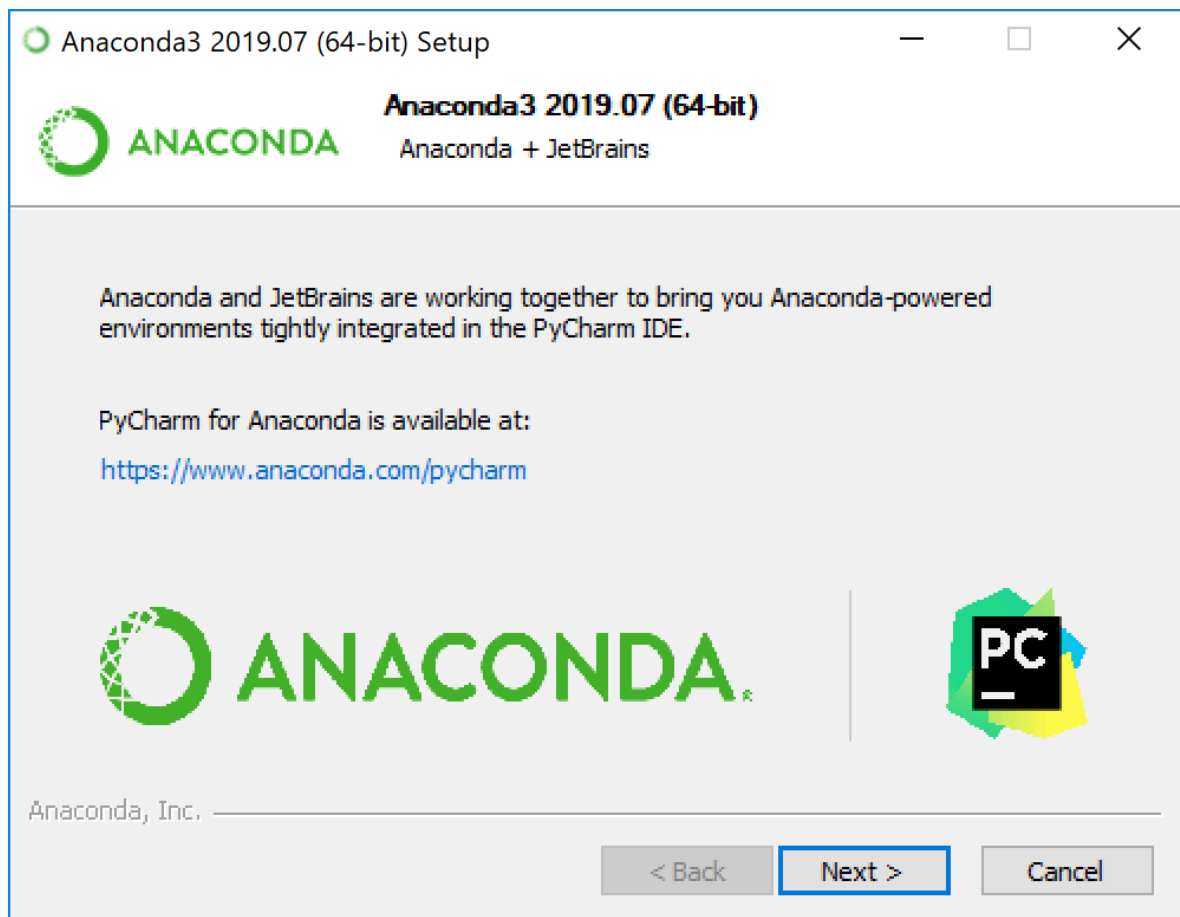 Anaconda3 2019.07 (64-bit) Setup
Anaconda3 2019.07 (64-bit)
ANACONDA
Anaconda + JetBrains
Anaconda and JetBrains are working together to bring you Anaconda-powered
environments tightly integrated in the PyCharm IDE.
PyCharm for Anaconda is available at:
https://www.anaconda.com/pycharm
ANACONDA®
PC
Anaconda, Inc.
< Back Next > Cancel